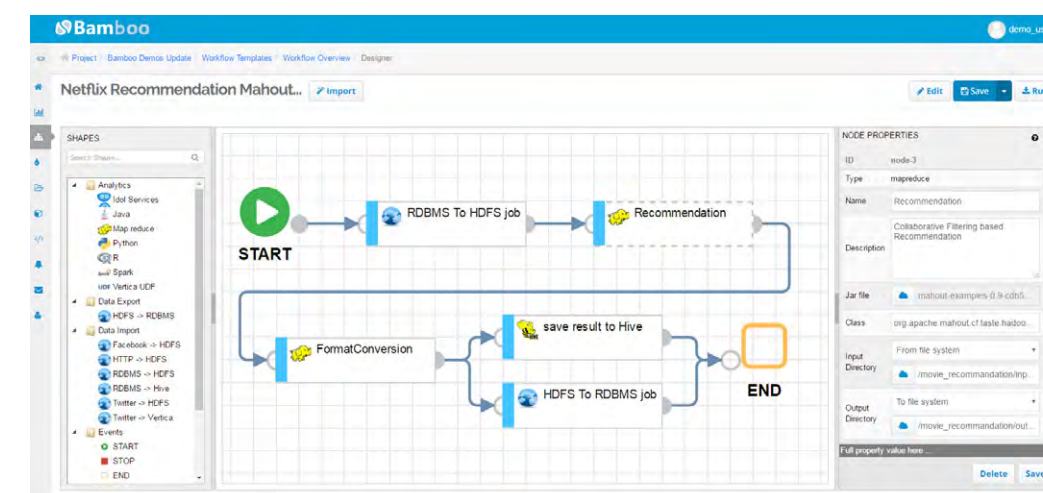 Bamboo
demo_us
Project / Bamboo Demos Update / Workflow Templates / Workflow Overview / Designer
Netflix Recommendation Mahout...
Import
Edit
Save
Ru
SHAPES
Search Shape...
Analytics
Idol Services
Java
Map reduce
Python
R
Spark
Vertica UDF
Data Export
HDFS -> RDBMS
Data Import
Facebook -> HDFS
HTTP -> HDFS
RDBMS -> HDFS
RDBMS -> Hive
Twitter -> HDFS
Twitter -> Vertica
Events
START
STOP
END
START
RDBMS To HDFS job
Recommendation
FormatConversion
save result to Hive
HDFS To RDBMS job
END
NODE PROPERTIES
ID node-3
Type mapreduce
Name Recommendation
Description Collaborative Filtering based
Recommendation
Jar file mahout-examples-0.9-cdh5...
Class org.apache.mahout.cf.taste.hadoo...
Input
Directory
From file system
/movie_recommandation/inp...
Output
Directory
To file system
/movie_recommandation/out...
Full property value here ...
Delete
Save